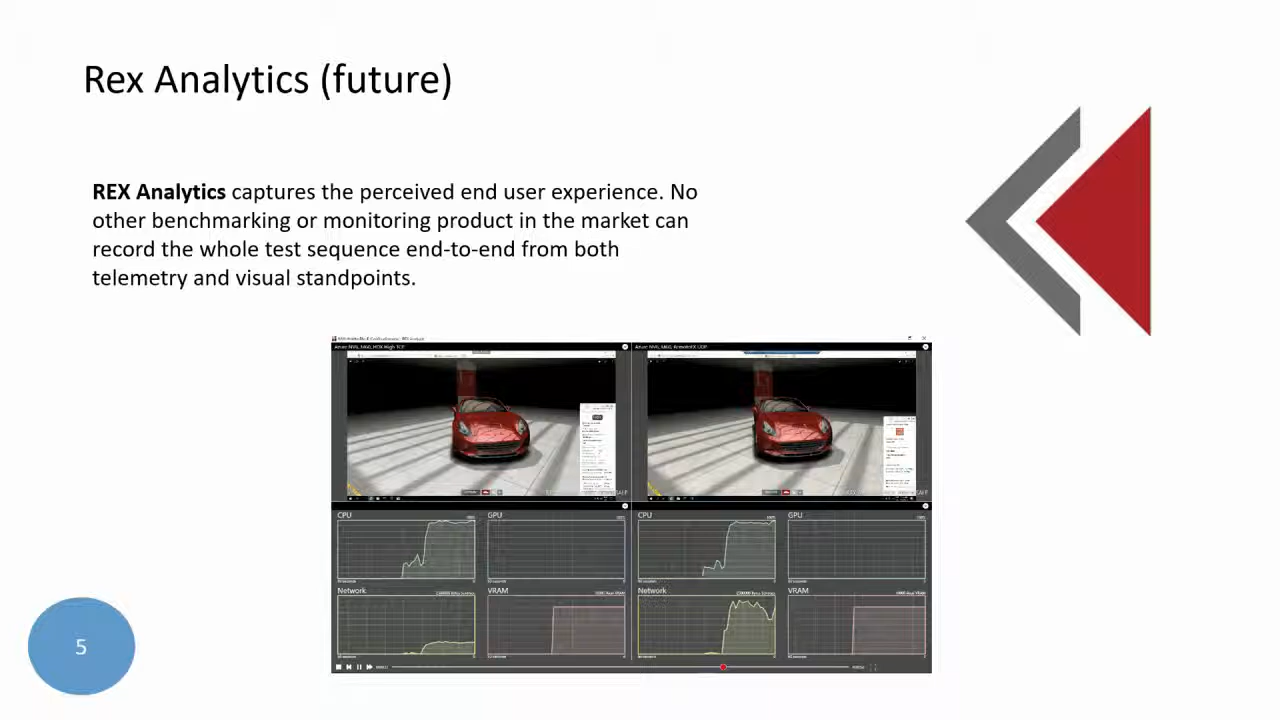 Rex Analytics (future)
REX Analytics captures the perceived end user experience. No
other benchmarking or monitoring product in the market can
record the whole test sequence end-to-end from both
telemetry and visual standpoints.
CPU
GPU
CPU
GPU
Network
VRAM
Network
VRAM
5